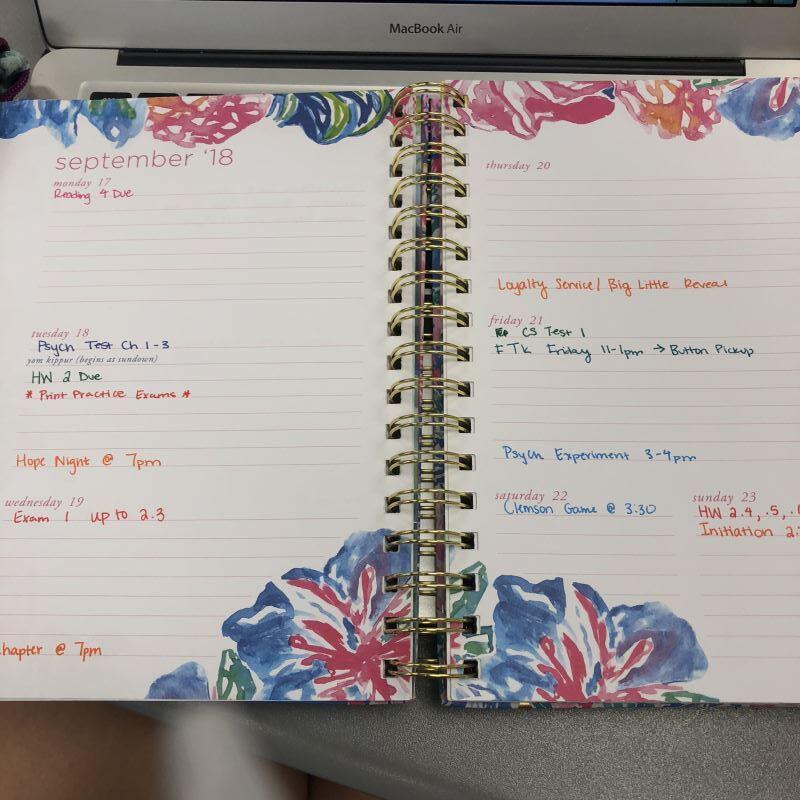 MacBook Air
september '18
monday 17
Reading 4 Due
tuesday 18
Psych Test Ch 1-3
yom kippur (begins at sundown)
HW 2 Due
* Print Practice Exams *
Hope Night @ 7pm
wednesday 19
Exam 1 up to 2.3
hapter @ 7pm
thursday 20
Loyalty Service / Big Little Reveal
friday 21
CS Test 1
FTK Friday 11-1pm → Button Pickup
Psych Experiment 3-4pm
saturday 22
Clemson Game @ 3:30
sunday 23
HW 2.4, .5,
Initiation 2: